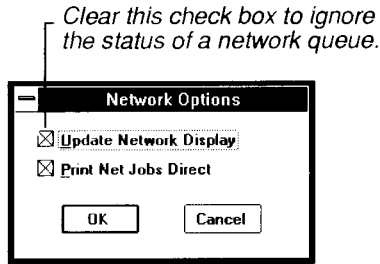 Clear this check box to ignore
the status of a network queue.
Network Options
Update Network Display
Print Net Jobs Direct
OK
Cancel